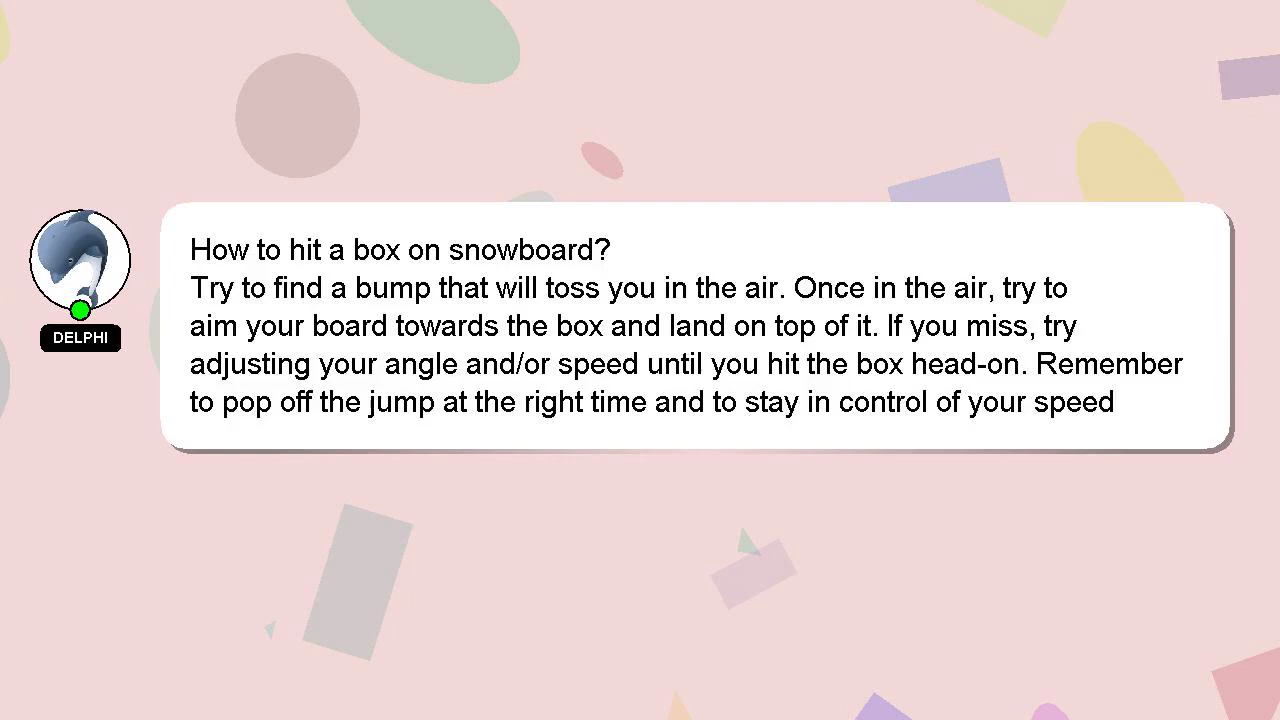 How to hit a box on snowboard?
Try to find a bump that will toss you in the air. Once in the air, try to
aim your board towards the box and land on top of it. If you miss, try
adjusting your angle and/or speed until you hit the box head-on. Remember
to pop off the jump at the right time and to stay in control of your speed
DELPHI